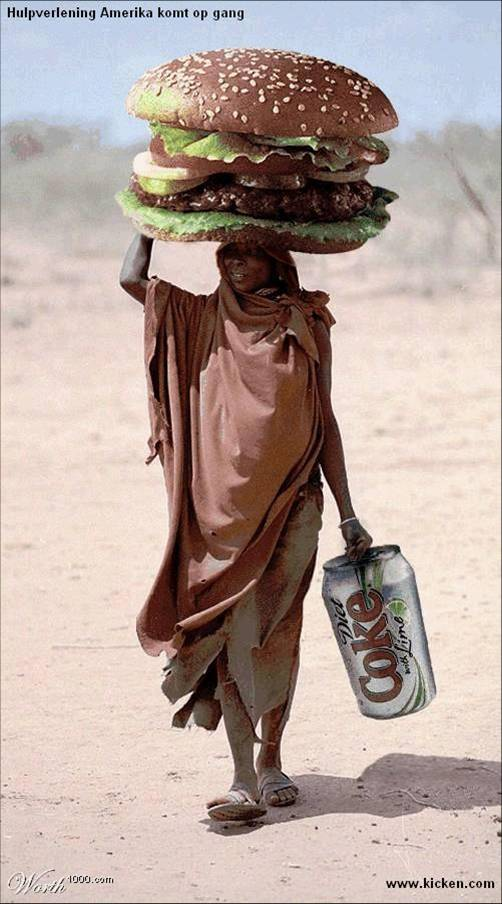 Hulpverlening Amerika komt op gang
Diet
Coke
with Lime
Worth1000.com
www.kicken.com